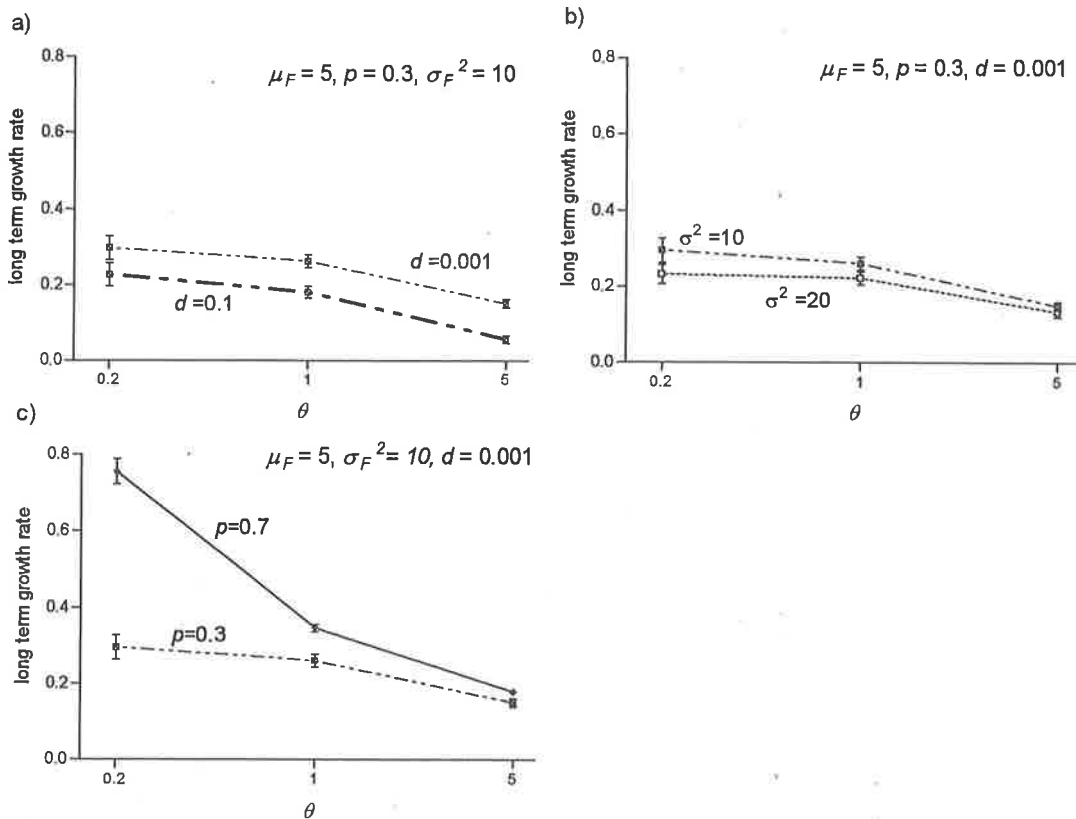 a)
μF = 5, p = 0.3, σF² = 10
long term growth rate
0.8
0.6
0.4
0.2
0.0
d =0.001
d=0.1
0.2 1 5
θ
b)
μF = 5, p = 0.3, d = 0.001
long term growth rate
0.8
0.6
0.4
0.2
0.0
σ² =10
σ² =20
0.2 1 5
θ
c)
μF = 5, σF² = 10, d = 0.001
long term growth rate
0.8
0.6
0.4
0.2
0.0
p=0.7
p=0.3
0.2 1 5
θ